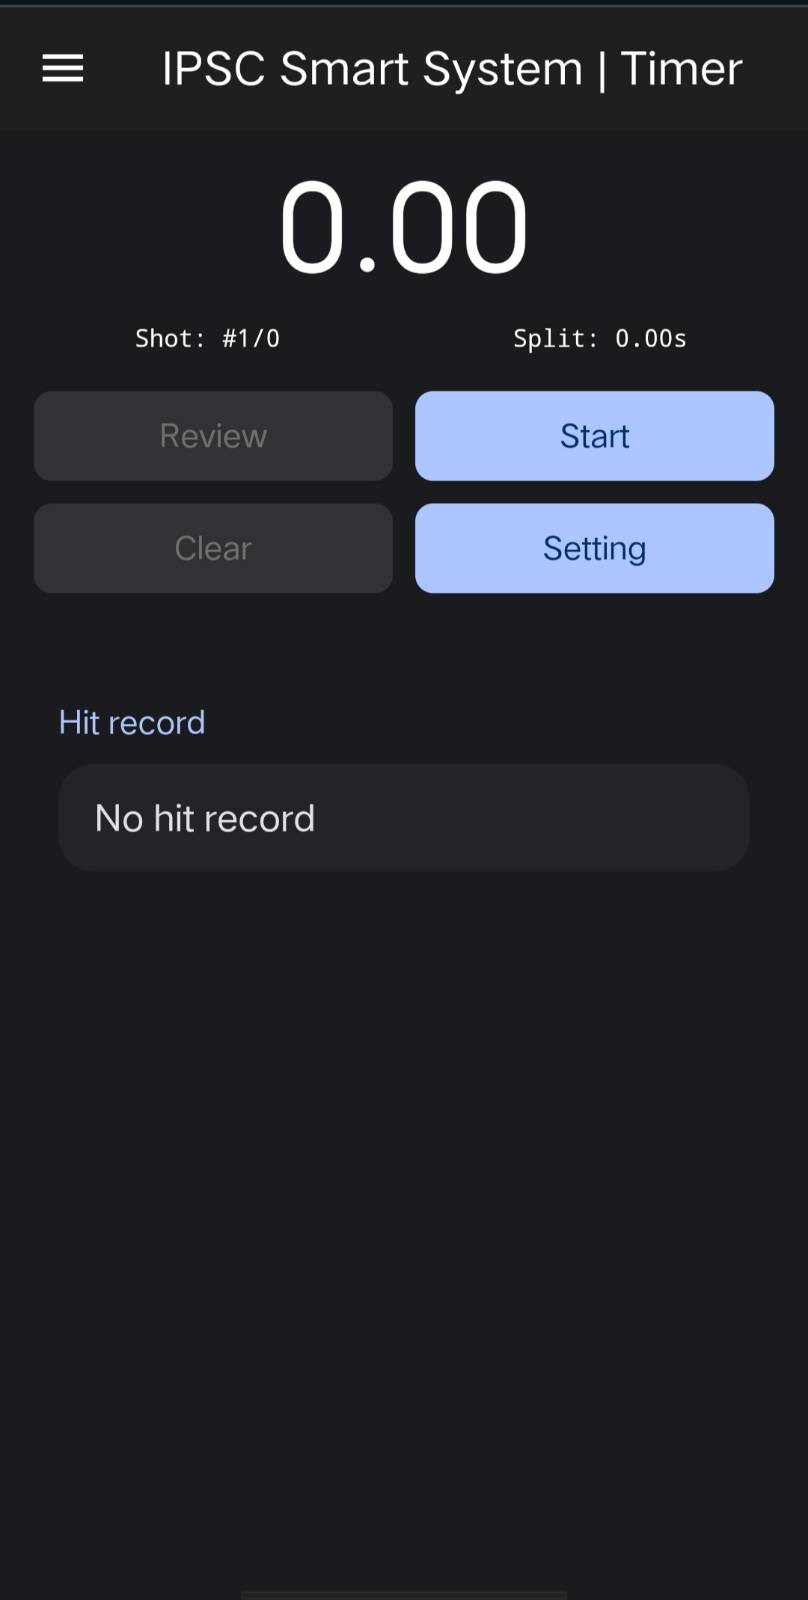 IPSC Smart System | Timer
0.00
Shot: #1/0
Split: 0.00s
Review
Start
Clear
Setting
Hit record
No hit record